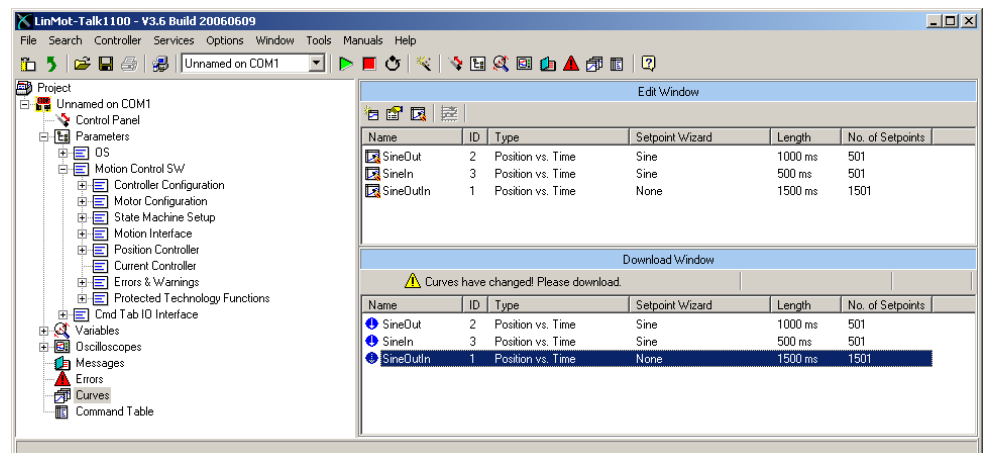 LinMot-Talk1100 - V3.6 Build 20060609
File Search Controller Services Options Window Tools Manuals Help
Unnamed on COM1
Project
Unnamed on COM1
Control Panel
Parameters
OS
Motion Control SW
Controller Configuration
Motor Configuration
State Machine Setup
Motion Interface
Position Controller
Current Controller
Errors & Warnings
Protected Technology Functions
Cmd Tab IO Interface
Variables
Oscilloscopes
Messages
Errors
Curves
Command Table
Edit Window
Name ID Type Setpoint Wizard Length No. of Setpoints
SineOut 2 Position vs. Time Sine 1000 ms 501
SineIn 3 Position vs. Time Sine 500 ms 501
SineOutIn 1 Position vs. Time None 1500 ms 1501
Download Window
Curves have changed! Please download.
Name ID Type Setpoint Wizard Length No. of Setpoints
SineOut 2 Position vs. Time Sine 1000 ms 501
SineIn 3 Position vs. Time Sine 500 ms 501
SineOutIn 1 Position vs. Time None 1500 ms 1501